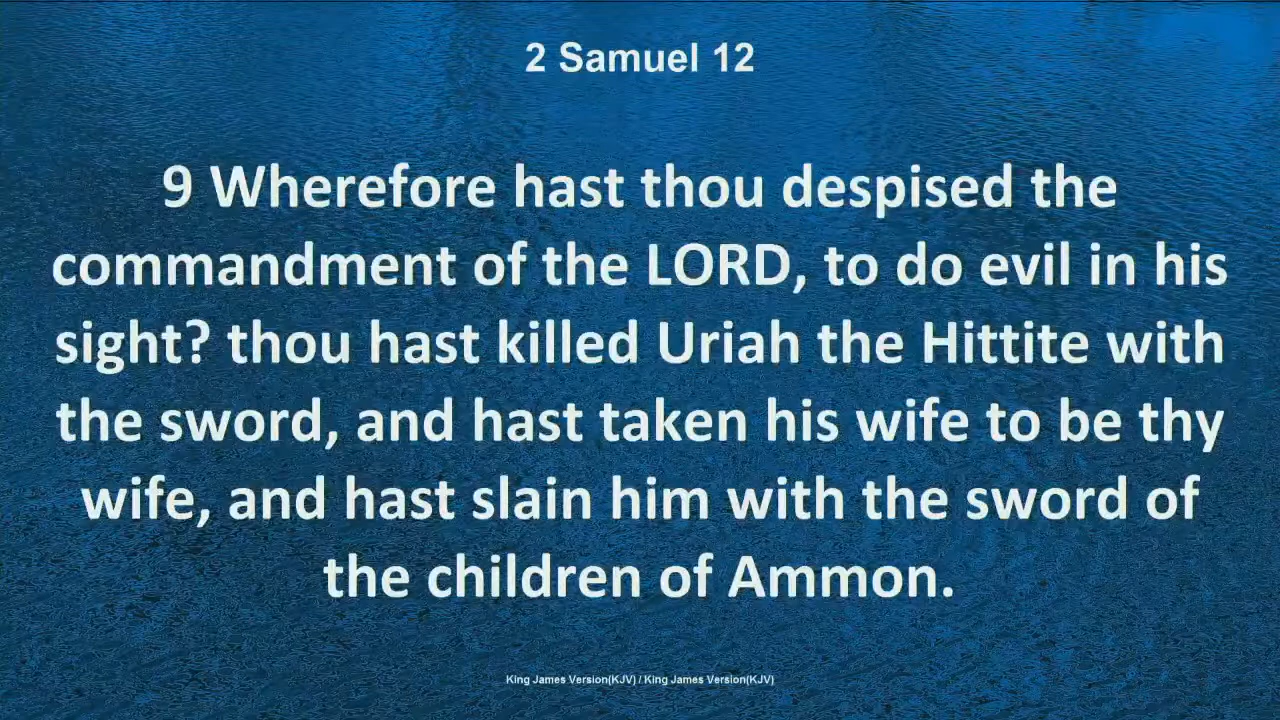 2 Samuel 12
9 Wherefore hast thou despised the
commandment of the LORD, to do evil in his
sight? thou hast killed Uriah the Hittite with
the sword, and hast taken his wife to be thy
wife, and hast slain him with the sword of
the children of Ammon.
King James Version(KJV) / King James Version(KJV)